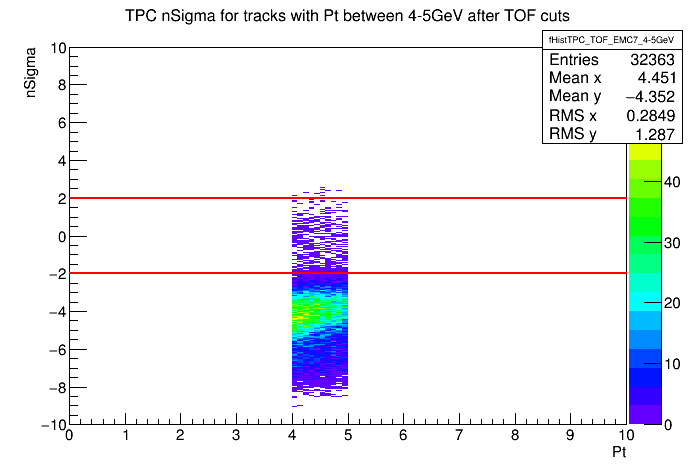 TPC nSigma for tracks with Pt between 4-5GeV after TOF cuts
fHistTPC_TOF_EMC7_4-5GeV
Entries 32363
Mean x 4.451
Mean y −4.352
RMS x 0.2849
RMS y 1.287
nSigma
10
8
6
4
2
0
−2
−4
−6
−8
−10
40
30
20
10
0
0 1 2 3 4 5 6 7 8 9 10
Pt